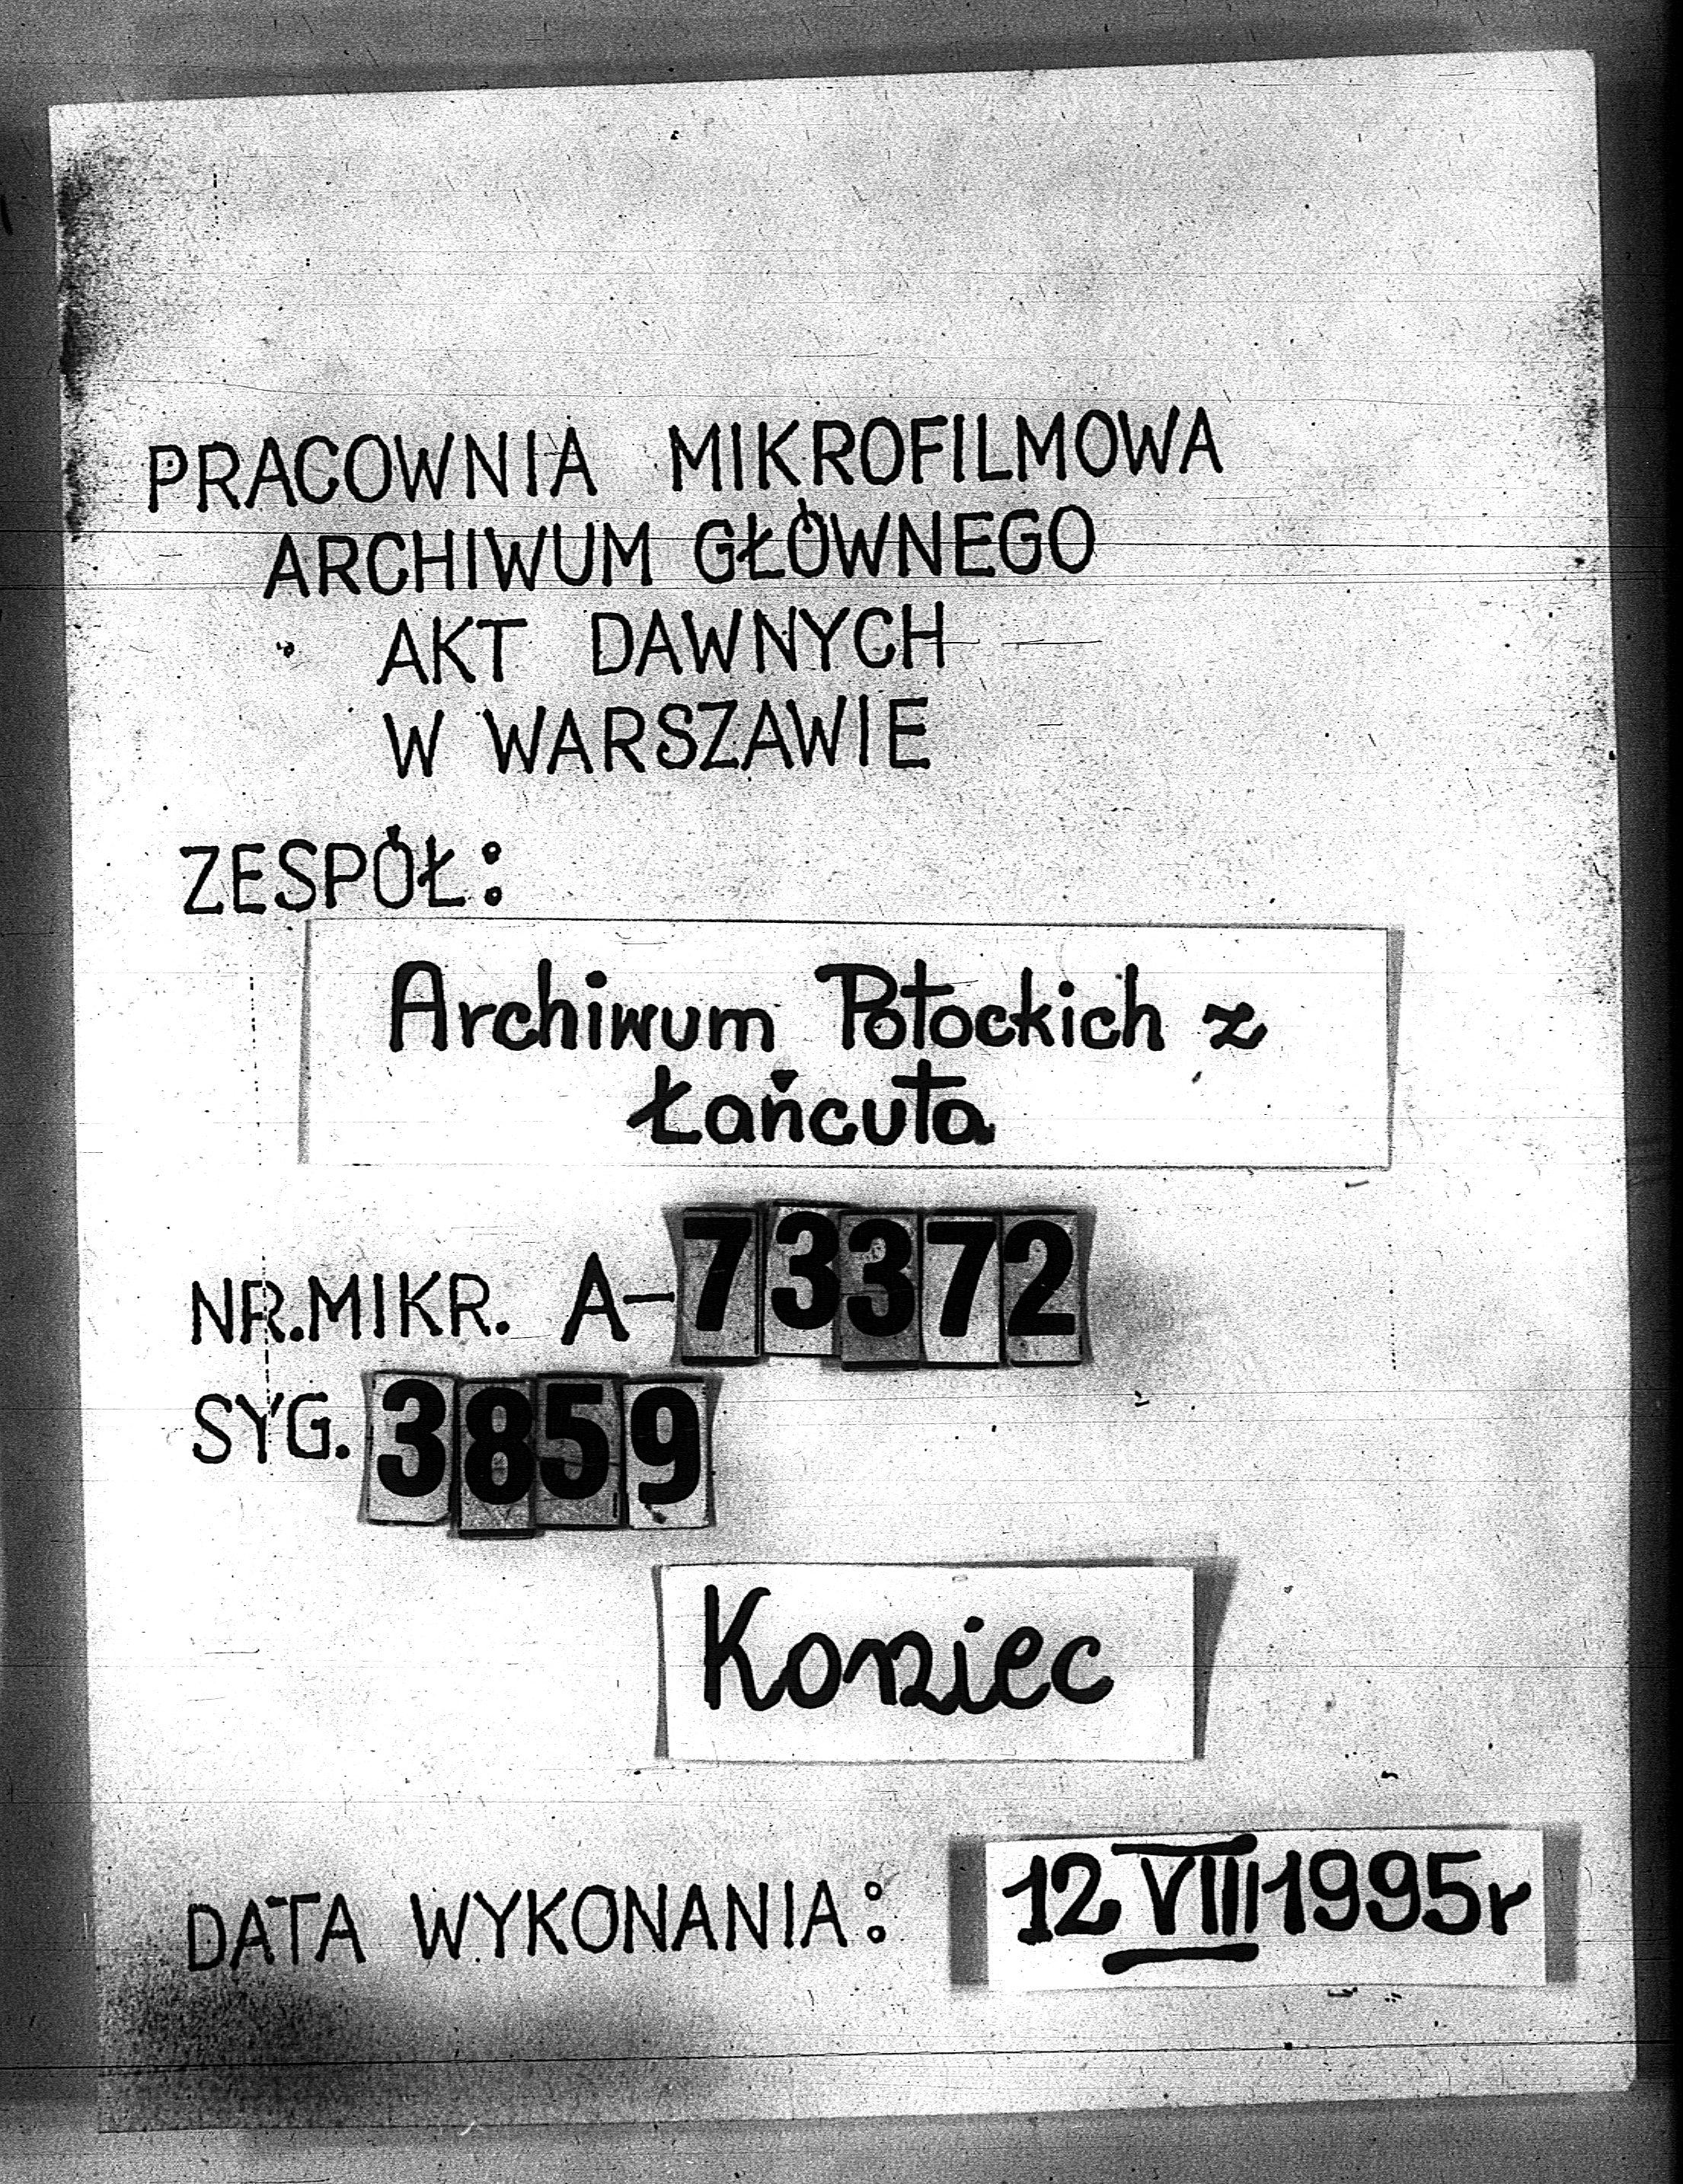 PRACOWNIA MIKROFILMOWA
ARCHIWUM GŁÓWNEGO
AKT DAWNYCH
W WARSZAWIE
ZESPÓŁ:
Archiwum Potockich z
Łańcuta
NR.MIKR. A-73372
SYG. 3859
Koniec
DATA WYKONANIA: 12 VIII 1995r